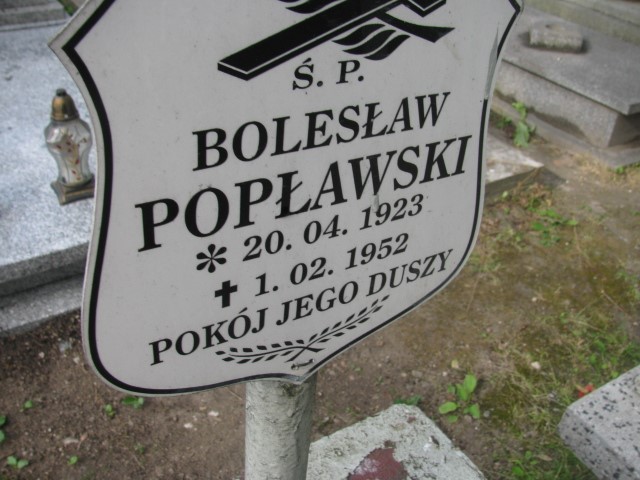 Ś. P.
BOLESŁAW
POPŁAWSKI
* 20. 04. 1923
✝ 1. 02. 1952
POKÓJ JEGO DUSZY